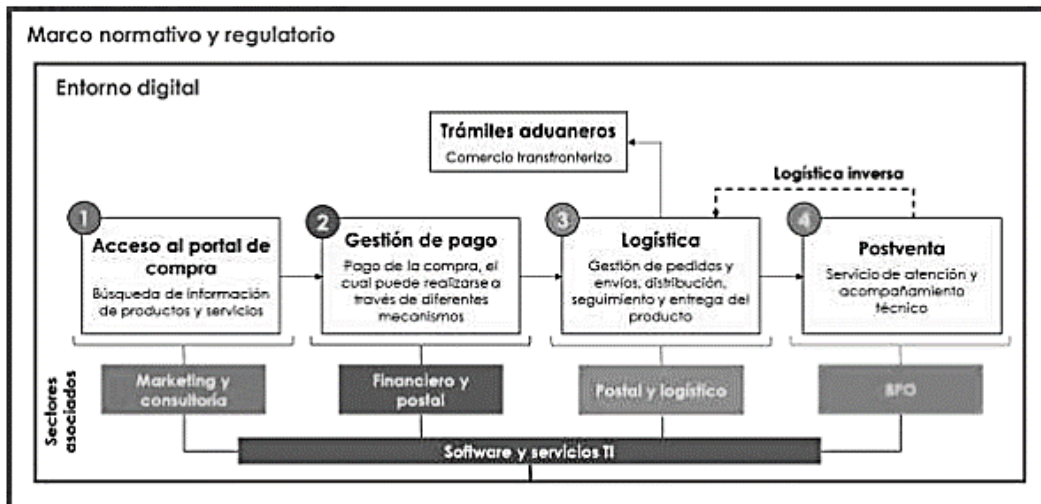 Marco normativo y regulatorio
Entorno digital
Trámites aduaneros
Comercio transfronterizo
Logística inversa
1
Acceso al portal de
compra
Búsqueda de información
de productos y servicios
2
Gestión de pago
Pago de la compra, el
cual puede realizarse a
través de diferentes
mecanismos
3
Logística
Gestión de pedidos y
envíos, distribución,
seguimiento y entrega del
producto
4
Postventa
Servicio de atención y
acompañamiento
técnico
Sectores
asociados
Marketing y
consultoría
Financiero y
postal
Postal y logístico
BPO
Software y servicios TI